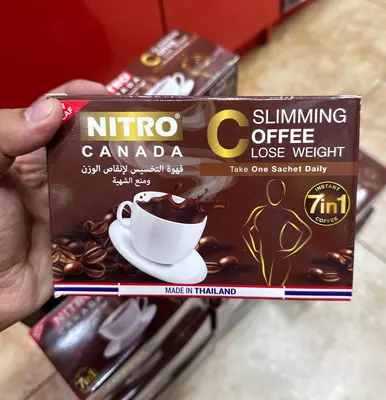 NITRO®
CANADA
قهوة التخسيس لإنقاص الوزن
ومنع الشهية
SLIMMING
COFFEE
LOSE WEIGHT
Take One Sachet Daily
INSTANT
7in1
COFFEE
MADE IN THAILAND
7in1